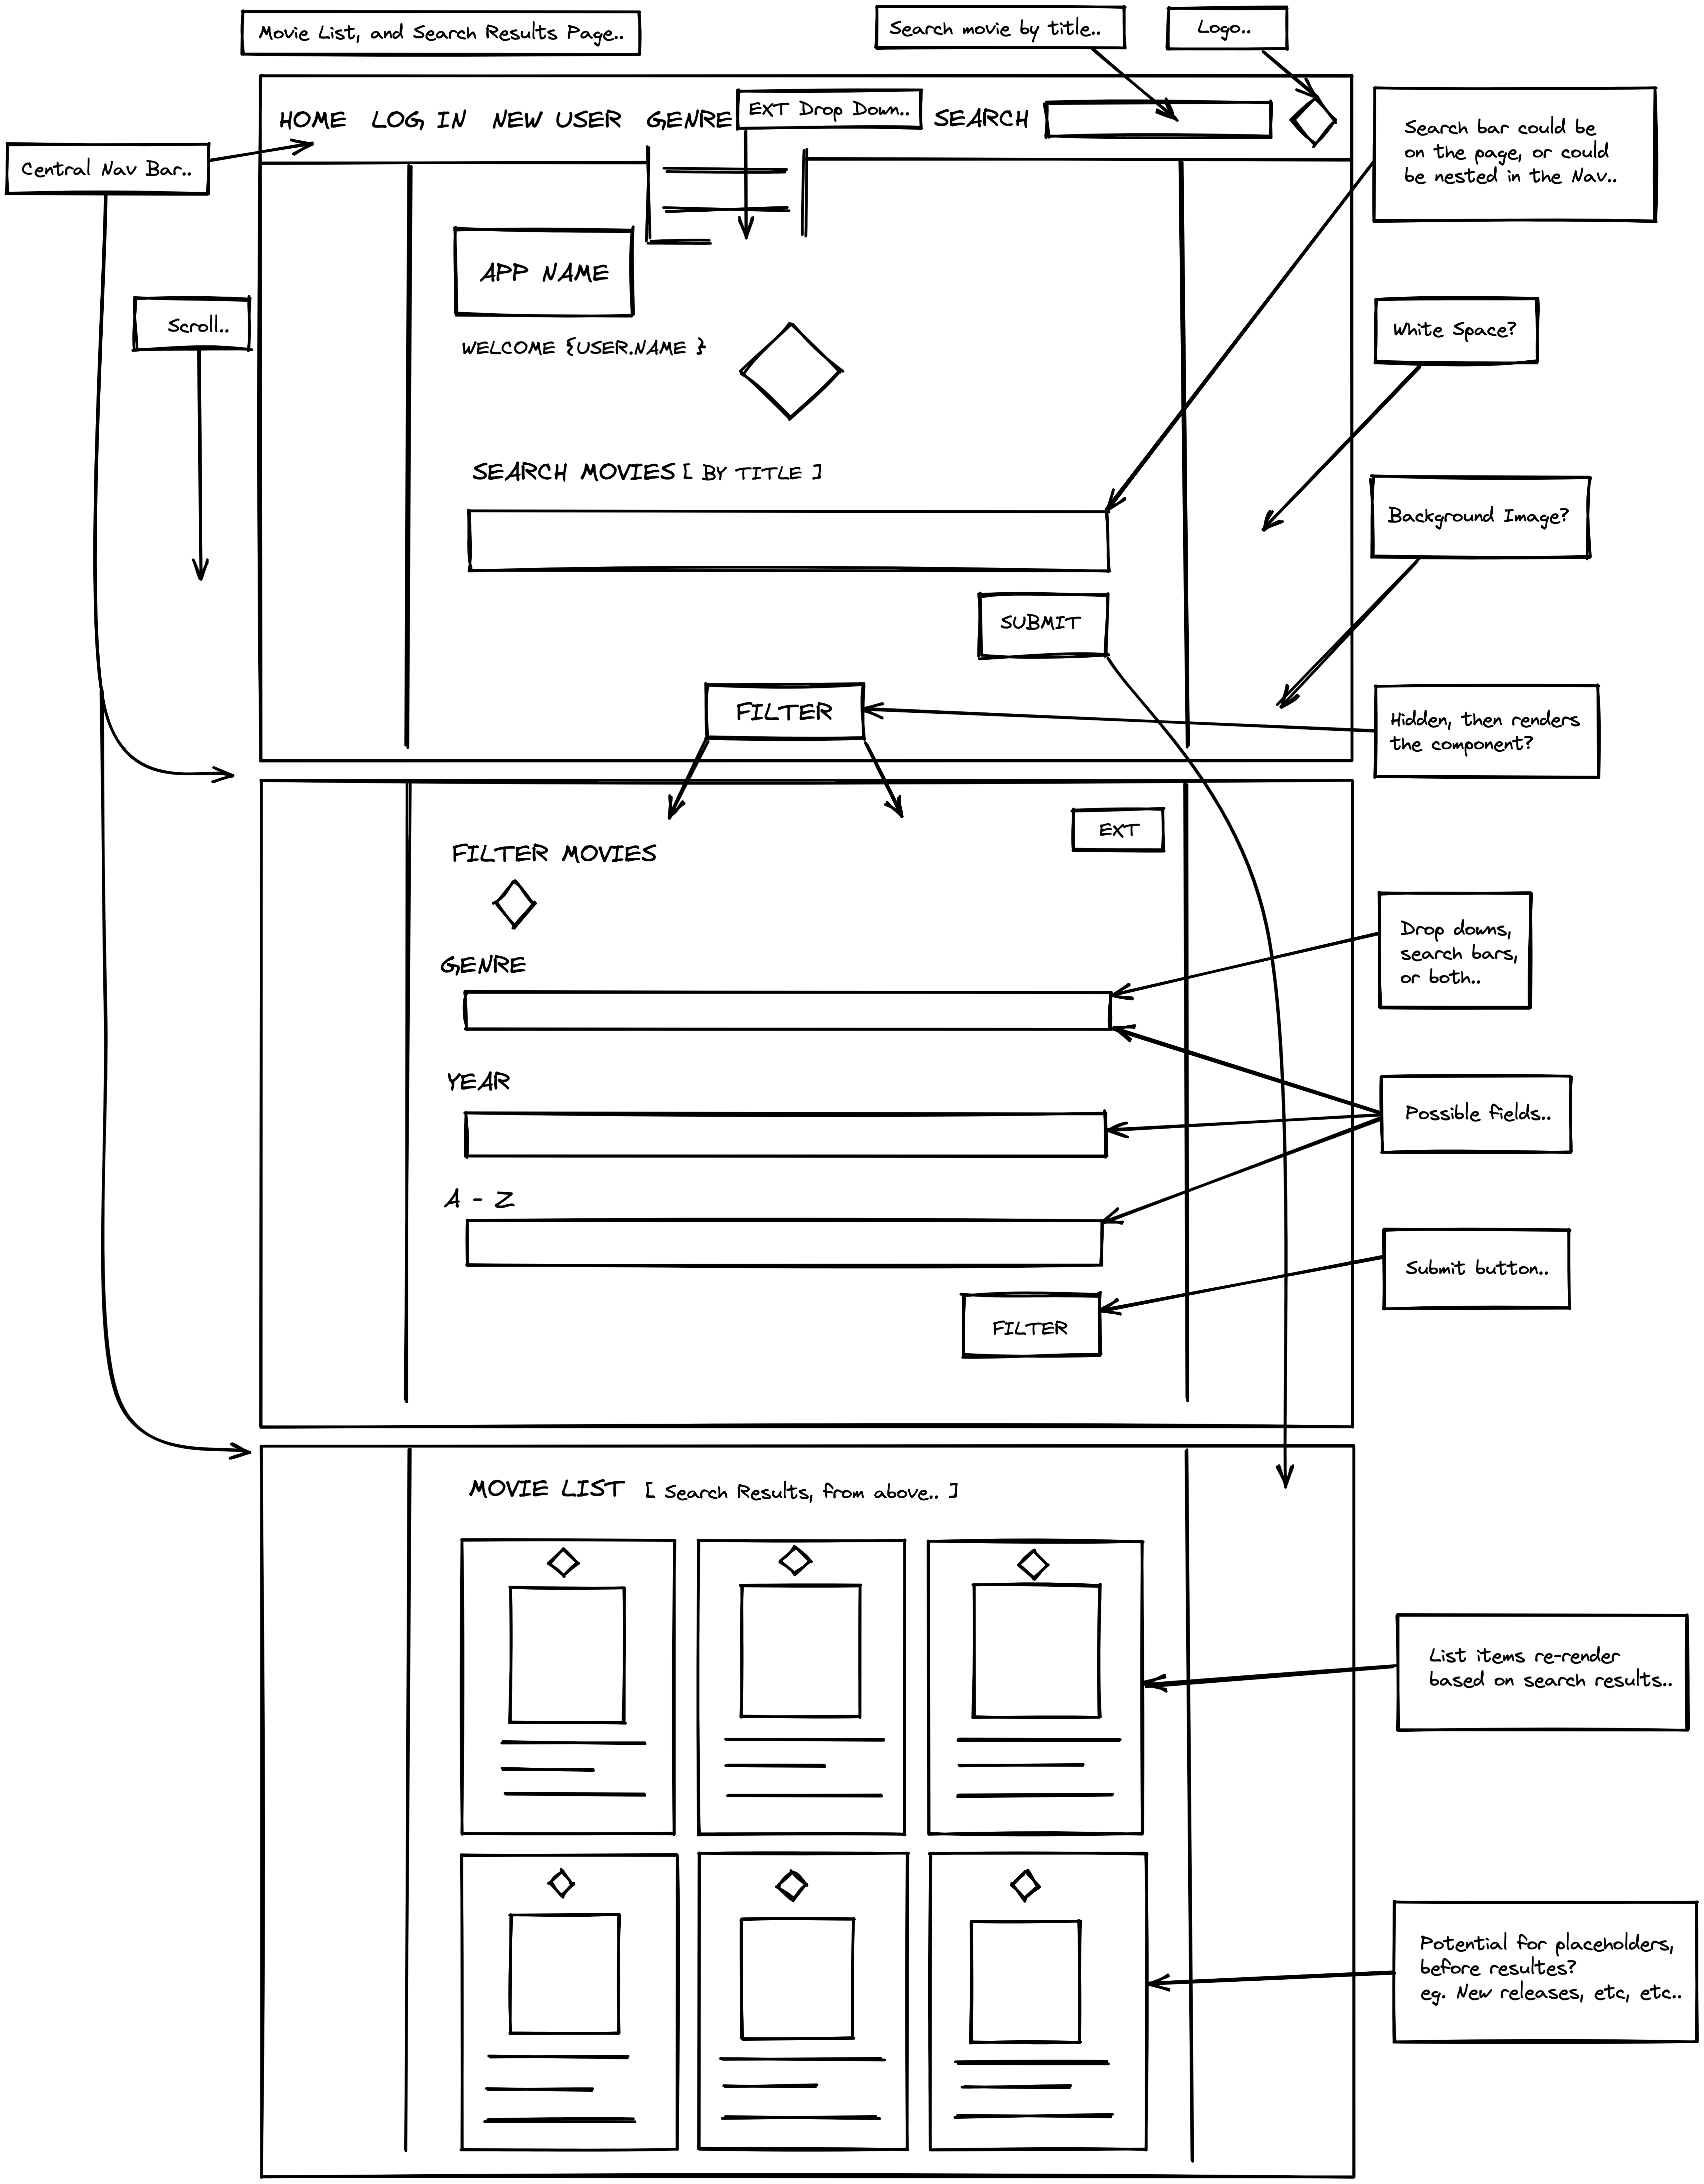 Movie List, and Search Results Page..
Search movie by title..
Logo..
HOME LOG IN NEW USER GENRE
EXT Drop Down..
SEARCH
Search bar could be
on the page, or could
be nested in the Nav..
Central Nav Bar..
APP NAME
Scroll..
White Space?
WELCOME {USER.NAME }
SEARCH MOVIES [ BY TITLE ]
Background Image?
SUBMIT
FILTER
Hidden, then renders
the component?
EXT
FILTER MOVIES
Drop downs,
search bars,
or both..
GENRE
YEAR
Possible fields..
A - Z
Submit button..
FILTER
MOVIE LIST [ Search Results, from above.. ]
List items re-render
based on search results..
Potential for placeholders,
before resultes?
eg. New releases, etc, etc..